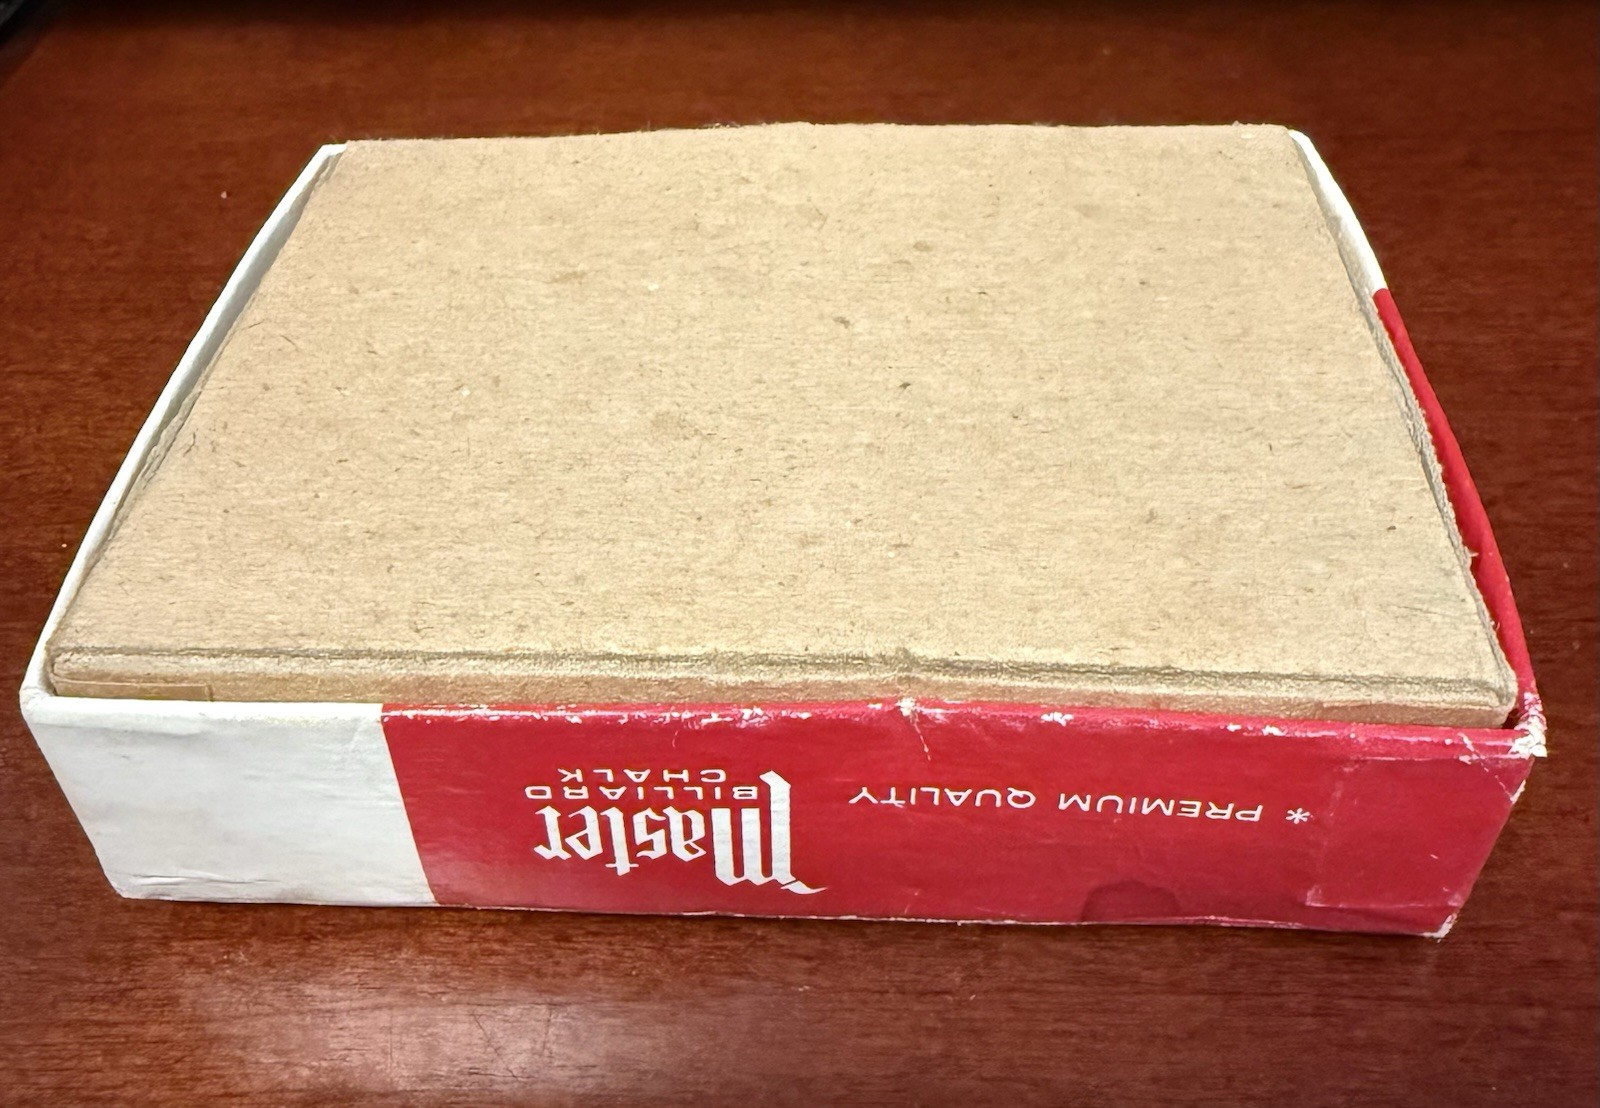 * PREMIUM QUALITY
Master
BILLIARD
CHALK